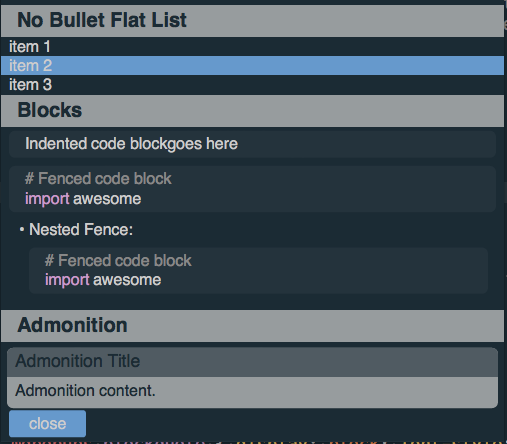 No Bullet Flat List
item 1
item 2
item 3
Blocks
Indented code blockgoes here
# Fenced code block
import awesome
• Nested Fence:
# Fenced code block
import awesome
Admonition
Admonition Title
Admonition content.
close